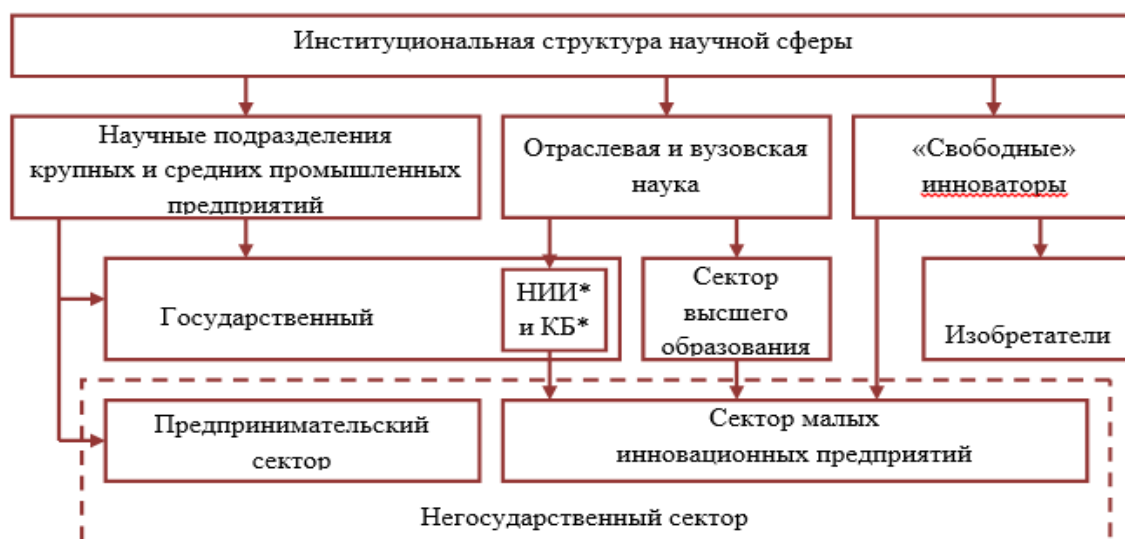 Институциональная структура научной сферы
Научные подразделения
крупных и средних промышленных
предприятий
Отраслевая и вузовская
наука
«Свободные»
инноваторы
Государственный
НИИ*
и КБ*
Сектор
высшего
образования
Изобретатели
Предпринимательский
сектор
Сектор малых
инновационных предприятий
Негосударственный сектор